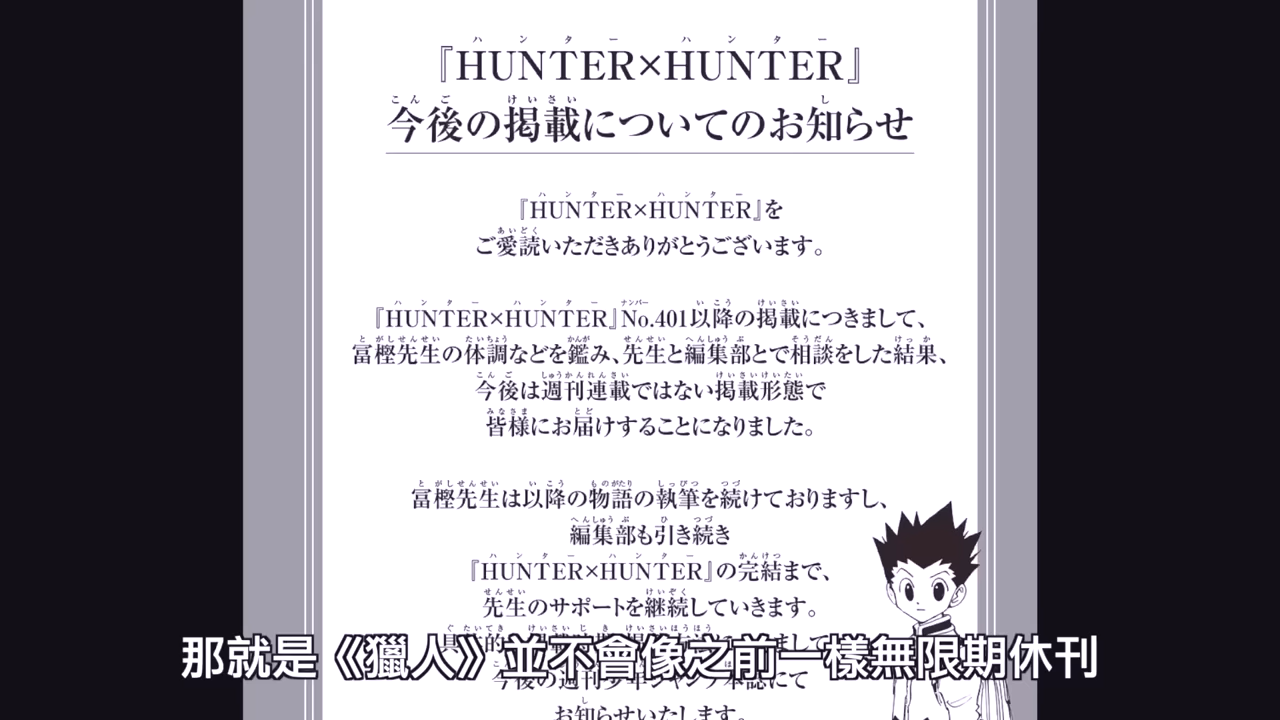 『HUNTER×HUNTER』
今後の掲載についてのお知らせ
『HUNTER×HUNTER』を
ご愛読いただきありがとうございます。
『HUNTER×HUNTER』No.401以降の掲載につきまして、
冨樫先生の体調などを鑑み、先生と編集部とで相談をした結果、
今後は週刊連載ではない掲載形態で
皆様にお届けすることになりました。
冨樫先生は以降の物語の執筆を続けておりますし、
編集部も引き続き
『HUNTER×HUNTER』の完結まで、
先生のサポートを継続していきます。
那就是《獵人》並不會像之前一樣無限期休刊
今後の週刊少年ジャンプ本誌にて
お知らせいたします。